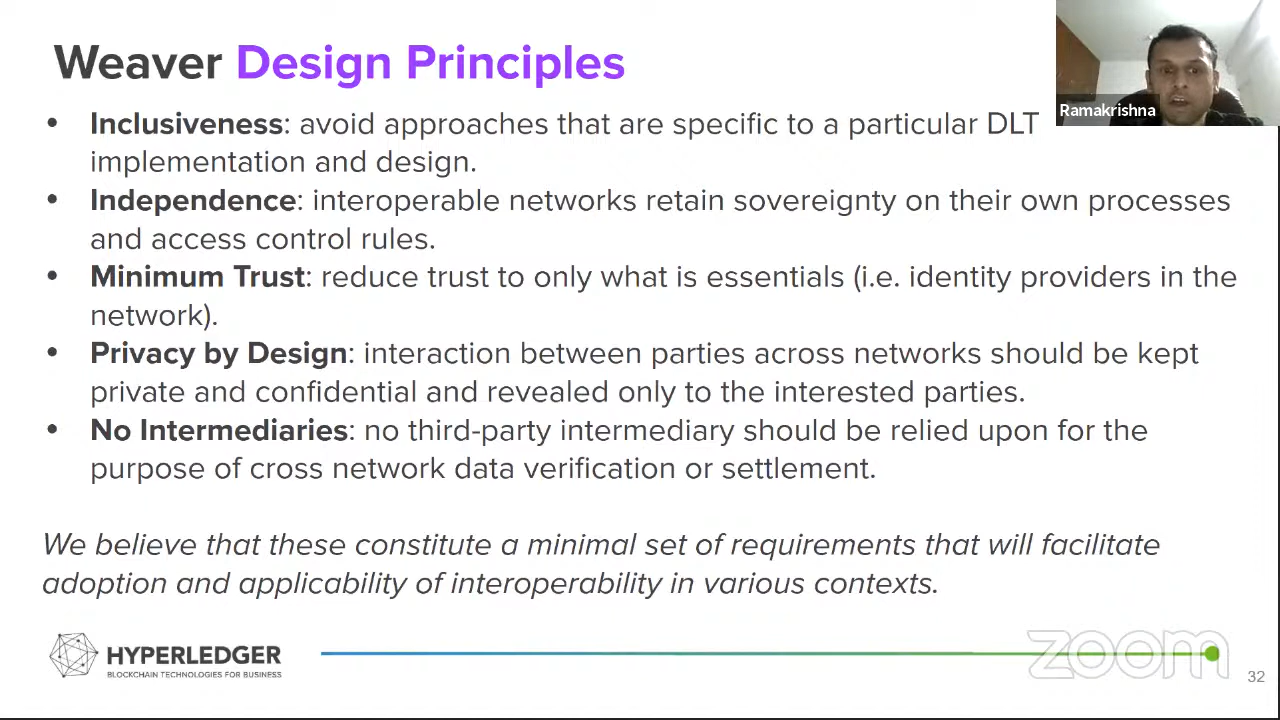 Weaver Design Principles
Ramakrishna
• Inclusiveness: avoid approaches that are specific to a particular DLT
implementation and design.
• Independence: interoperable networks retain sovereignty on their own processes
and access control rules.
• Minimum Trust: reduce trust to only what is essentials (i.e. identity providers in the
network).
• Privacy by Design: interaction between parties across networks should be kept
private and confidential and revealed only to the interested parties.
• No Intermediaries: no third-party intermediary should be relied upon for the
purpose of cross network data verification or settlement.
We believe that these constitute a minimal set of requirements that will facilitate
adoption and applicability of interoperability in various contexts.
HYPERLEDGER
BLOCKCHAIN TECHNOLOGIES FOR BUSINESS
zoom
32